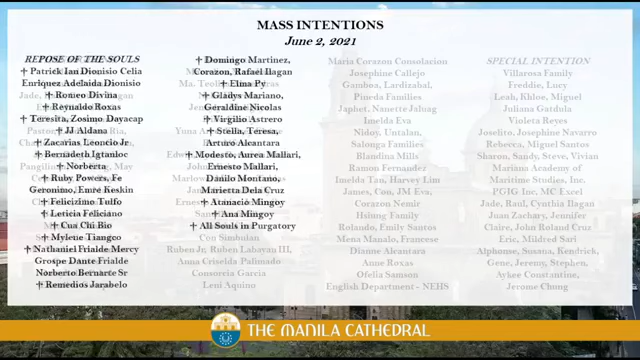 MASS INTENTIONS
June 2, 2021
REPOSE OF THE SOULS
✝ Patrick Ian Dionisio Celia
Enriquez Adelaida Dionisio
✝ Romeo Divina
✝ Reynaldo Roxas
✝ Teresita, Zosimo Dayacap
✝ JJ Aldana
✝ Zacarias Leoncio Jr
✝ Bernadeth Igtanloc
✝ Norberta
✝ Ruby Powers, Fe
Geronimo, Emre Keskin
✝ Felicizimo Tulfo
✝ Leticia Feliciano
✝ Cua Chi Bio
✝ Mylene Tiangco
✝ Nathaniel Frialde Mercy
Grospe Dante Frialde
Norberto Bernarte Sr
✝ Remedios Jarabelo
✝ Domingo Martinez,
Corazon, Rafael Ilagan
✝ Elina Py
✝ Gladys Mariano,
Geraldine Nicolas
✝ Virgilio Astrero
✝ Stella, Teresa,
Arturo Alcantara
✝ Modesto, Aurea Mallari,
Ernesto Mallari,
Danilo Montano,
Marietta Dela Cruz
✝ Atanacio Mingoy
✝ Ana Mingoy
✝ All Souls in Purgatory
Con Simbulan
Ruben Jr, Ruben Labayan III,
Anna Criselda Palimado
Consorcia Garcia
Leni Aquino
Maria Corazon Consolacion
Josephine Callejo
Gamboa, Lardizabal,
Pineda Families
Japhet, Nanette Jaluag
Imelda Eva
Nidoy, Untalan,
Salonga Families
Blandina Mills
Ramon Fernander
Imelda Tan, Harvey Lim
James, Con, JM Eva,
Corazon Nemir
Hsiung Family
Rolando, Emily Santos
Mena Manalo, Francese
Dianne Alcantara
Anne Roxas
Ofelia Samson
English Department - NEHS
SPECIAL INTENTION
Villarosa Family
Freddie, Lucy
Leah, Khloe, Miguel
Juliana Gatdula
Violeta Reyes
Joselito, Josephine Navarro
Rebecca, Miguel Santos
Sharon, Sandy, Steve, Vivian
Mariana Academy of
Maritime Studies, Inc.
PGIG Inc, MC Excel
Jade, Raul, Cynthia Ilagan
Juan Zachary, Jennifer
Claire, John Roland Cruz
Eric, Mildred Sari
Alphonse, Susana, Kendrick,
Gene, Jeremy, Stephen,
Aykee Constantine,
Jerome Chung
THE MANILA CATHEDRAL